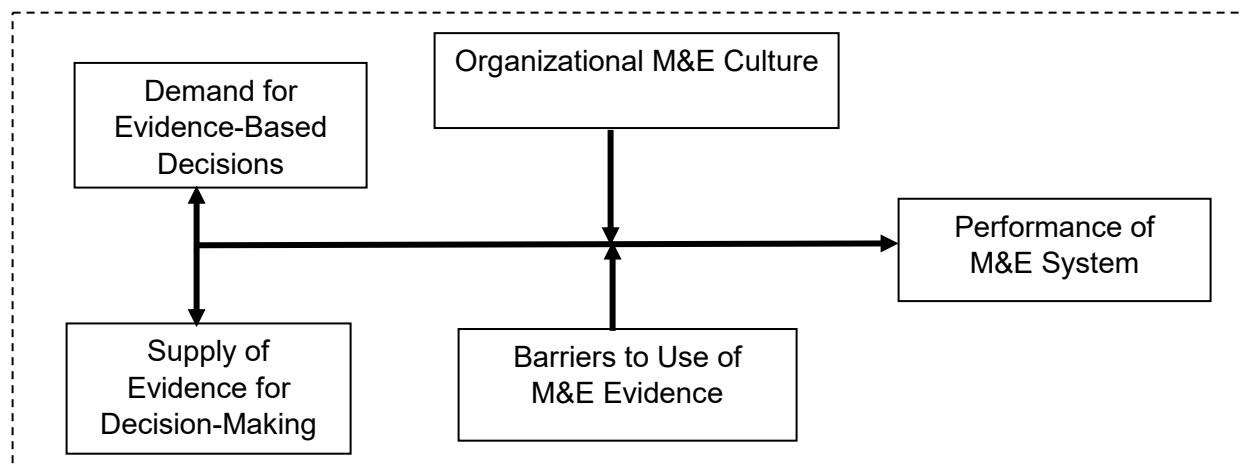 Organizational M&E Culture
Demand for
Evidence-Based
Decisions
Performance of
M&E System
Supply of
Evidence for
Decision-Making
Barriers to Use of
M&E Evidence